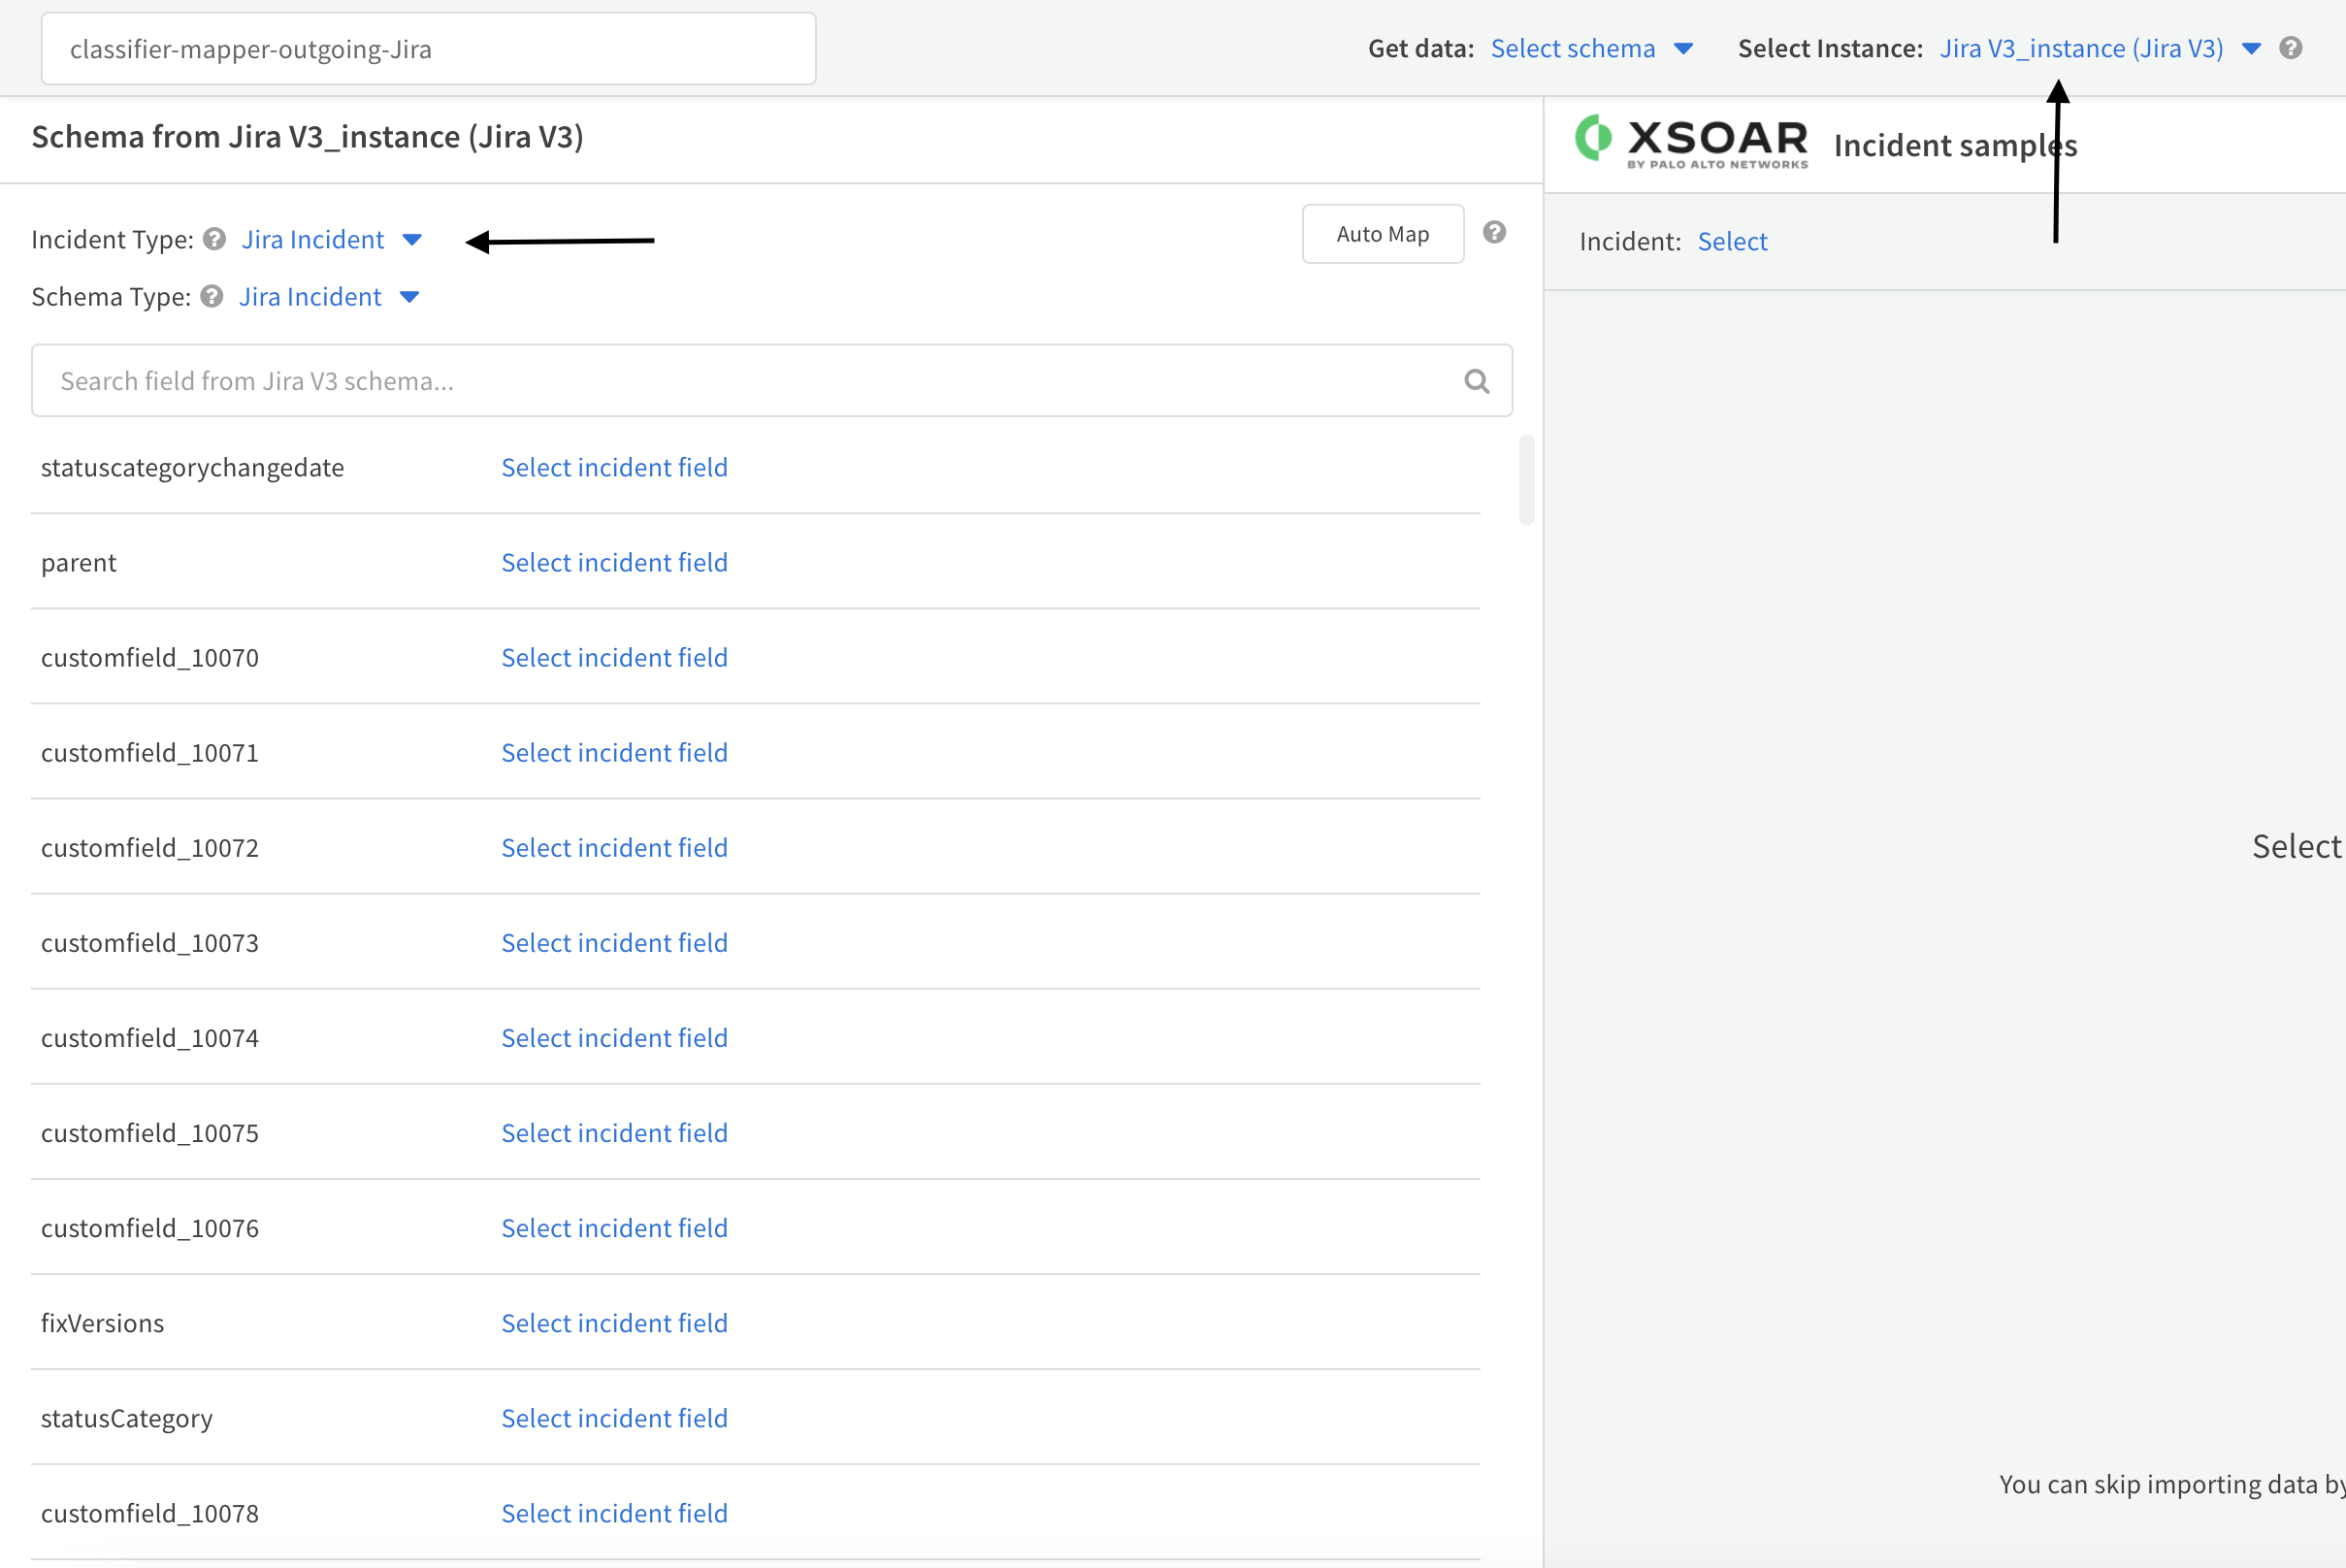 classifier-mapper-outgoing-Jira
Get data: Select schema Select Instance: Jira V3_instance (Jira V3) ?
Schema from Jira V3_instance (Jira V3)
XSOAR
BY PALO ALTO NETWORKS
Incident samples
Incident Type: ? Jira Incident
Auto Map ?
Schema Type: ? Jira Incident
Incident: Select
Search field from Jira V3 schema...
statuscategorychangedate Select incident field
parent Select incident field
customfield_10070 Select incident field
customfield_10071 Select incident field
customfield_10072 Select incident field
customfield_10073 Select incident field
customfield_10074 Select incident field
customfield_10075 Select incident field
customfield_10076 Select incident field
fixVersions Select incident field
statusCategory Select incident field
customfield_10078 Select incident field
Select
You can skip importing data by